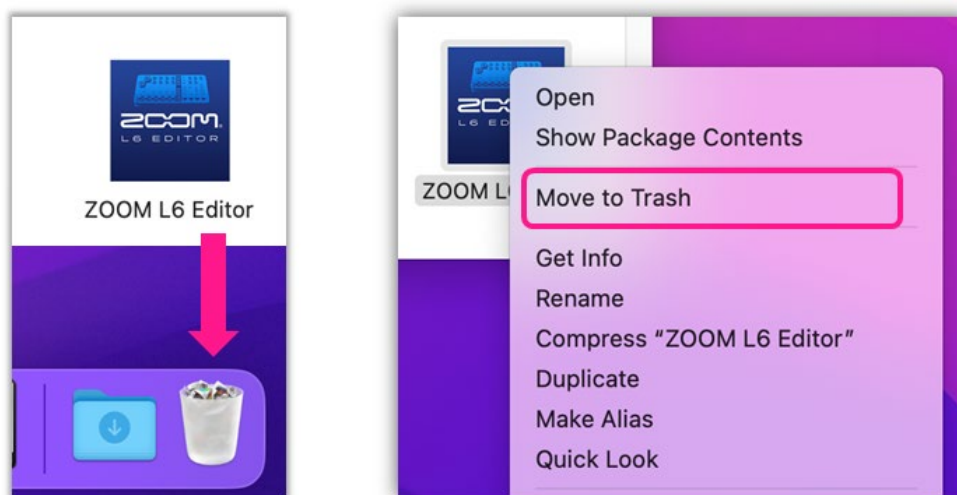 ZOOM
L6 EDITOR
ZOOM L6 Editor
ZOOM L
Open
Show Package Contents
Move to Trash
Get Info
Rename
Compress “ZOOM L6 Editor”
Duplicate
Make Alias
Quick Look